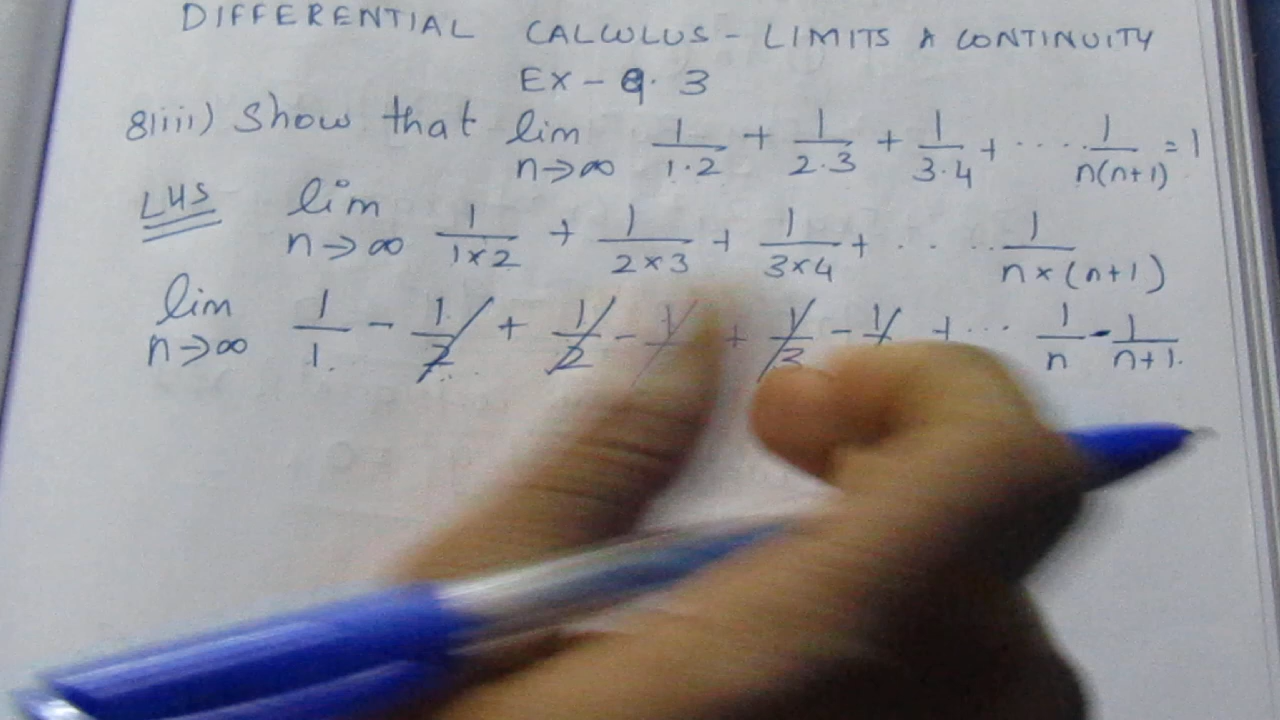 DIFFERENTIAL CALCULUS - LIMITS & CONTINUITY
EX - 9.3
8)iii) Show that lim n→∞ 1/1·2 + 1/2·3 + 1/3·4 + ····· 1/n(n+1) = 1
LHS lim n→∞ 1/1×2 + 1/2×3 + 1/3×4 + ····· 1/n×(n+1)
lim n→∞ 1/1 - 1/2 + 1/2 - 1/ + 1/3 - 1/ + ··· 1/n - 1/n+1.